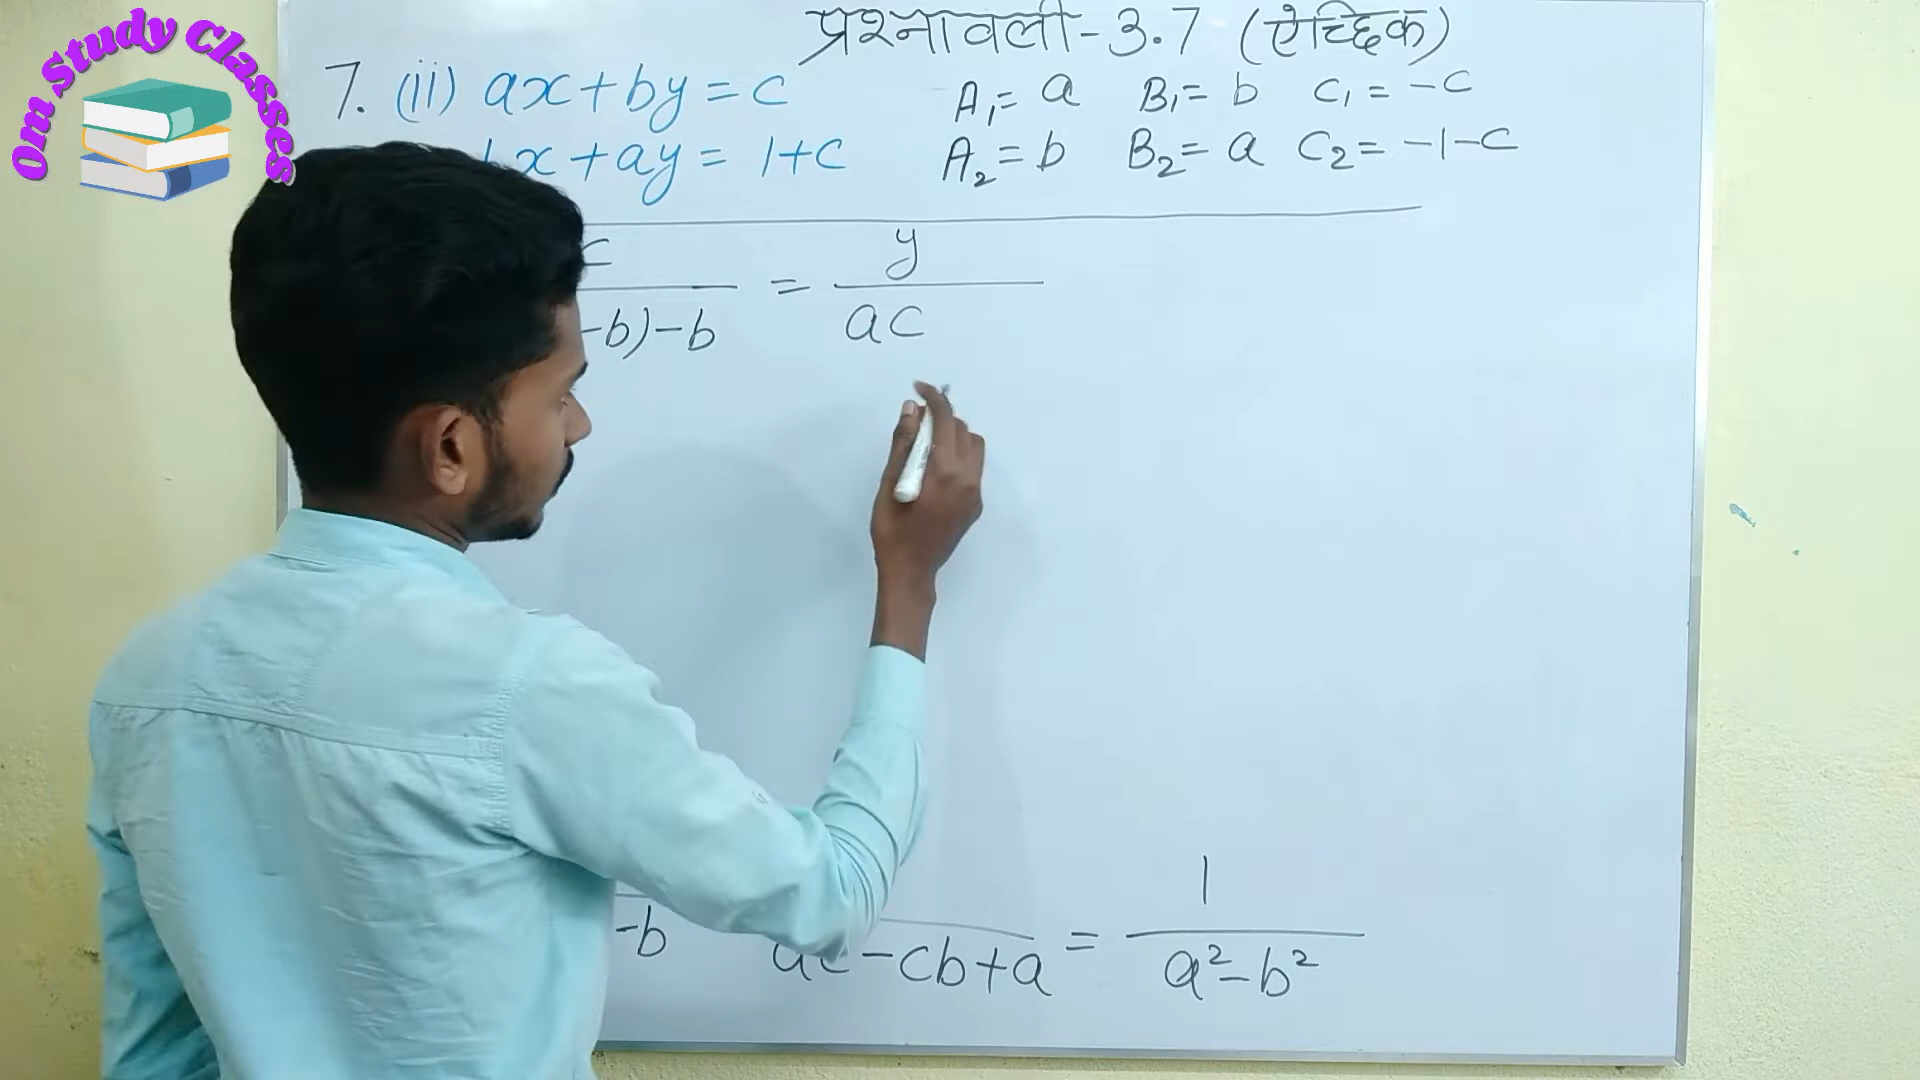 Om Study Classes
प्रश्नावली-3.7 (ऐच्छिक)
7. (ii) ax+by=c A₁= a B₁= b C₁ = -c
x+ay= 1+c A₂=b B₂= a C₂= -1-c
y
-b)-b = ac
1
-b -cb+a = a²-b²